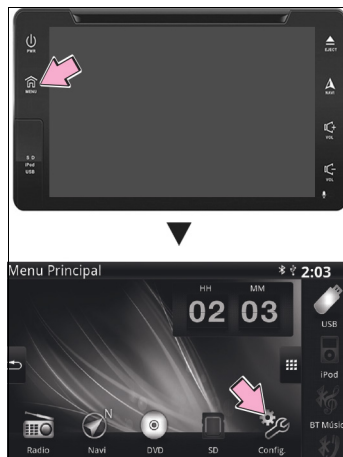 PWR
EJECT
MENU
NAVI
VOL
SD
iPod
USB
VOL
Menu Principal 2:03
HH MM
02 03
USB
iPod
N
BT Músic
Radio Navi DVD SD Config.